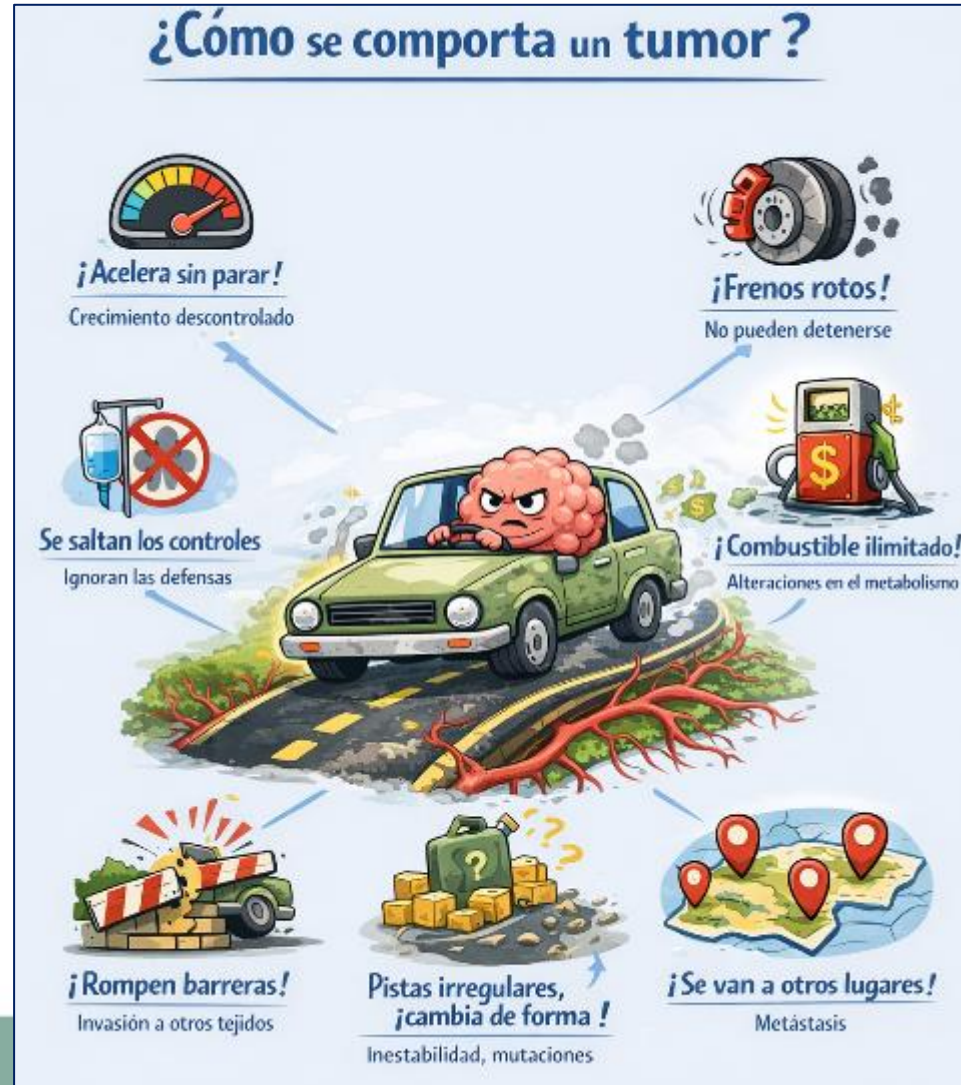 ¿Cómo se comporta un tumor ?
¡Acelera sin parar!
Crecimiento descontrolado
¡Frenos rotos!
No pueden detenerse
Se saltan los controles
Ignoran las defensas
$
$
¡Combustible ilimitado!
Alteraciones en el metabolismo
?
???
¡Rompen barreras!
Invasión a otros tejidos
Pistas irregulares,
¡cambia de forma !
Inestabilidad, mutaciones
¡Se van a otros lugares!
Metástasis